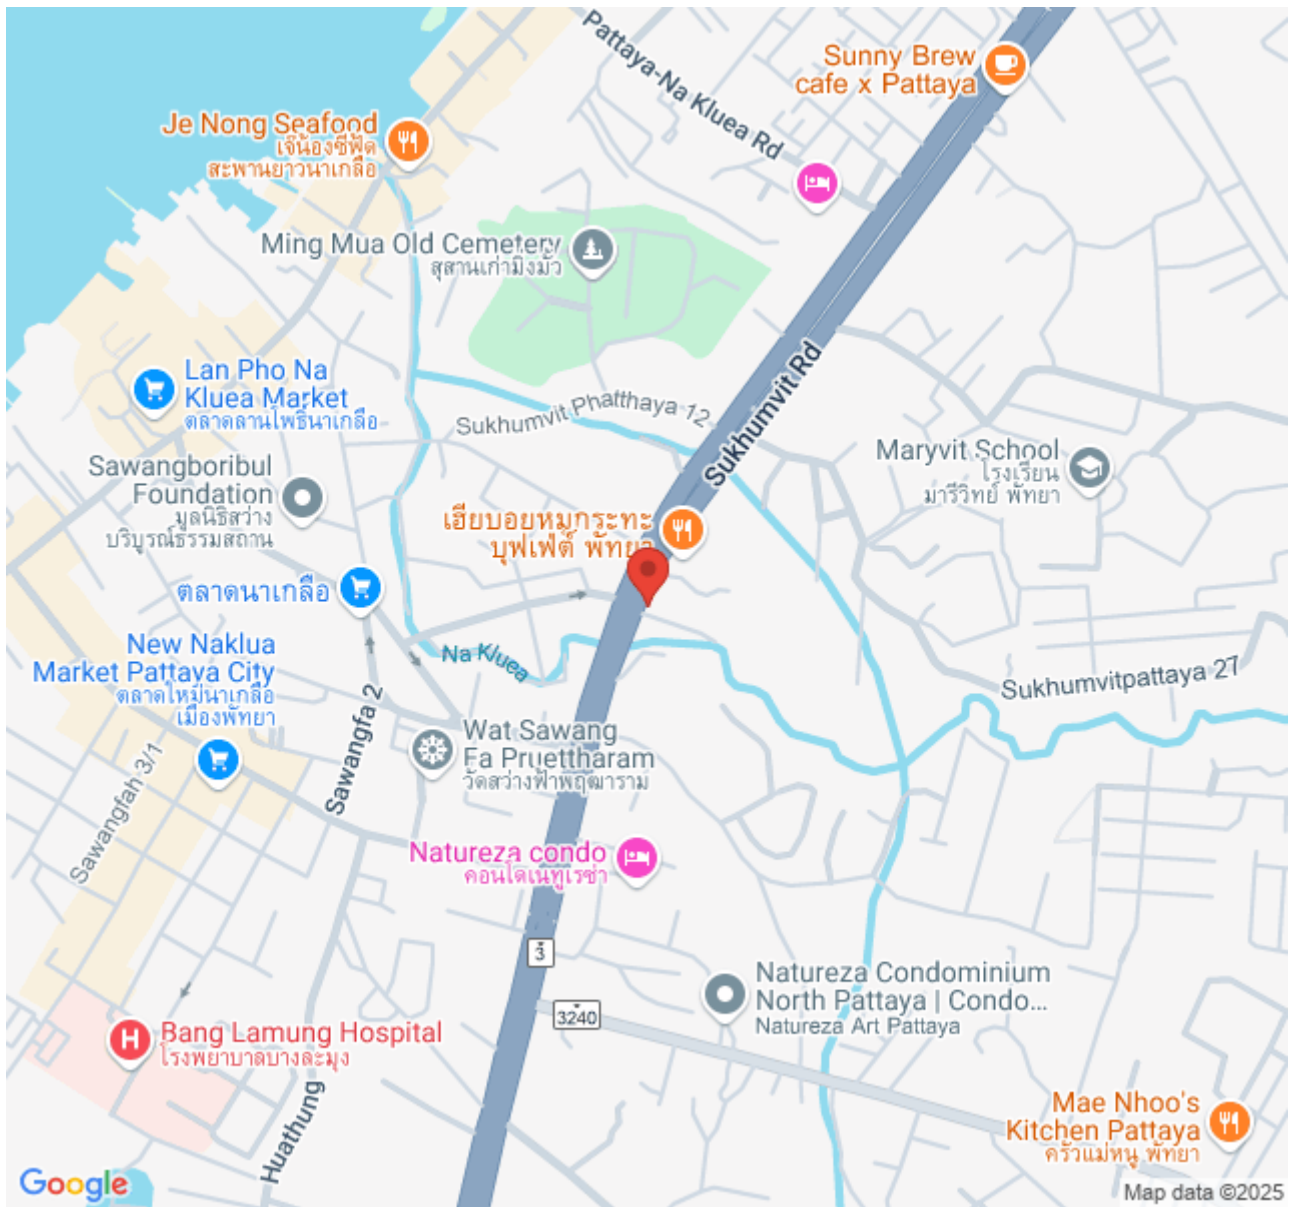 Pattaya-Na Kluea Rd
Sunny Brew
cafe x Pattaya
Je Nong Seafood
เจ๊น้องซีฟู้ด
สะพานยาวนาเกลือ
Ming Mua Old Cemetery
สุสานเก่ามิ่งมัว
Sukhumvit Rd
Lan Pho Na
Kluea Market
ตลาดลานโพธิ์นาเกลือ
Sukhumvit Phatthaya 12
Maryvit School
โรงเรียน
มารีวิทย์ พัทยา
Sawangboribul
Foundation
มูลนิธิสว่าง
บริบูรณ์ธรรมสถาน
เฮียบอยหมูกระทะ
บุฟเฟ่ต์ พัทยา
ตลาดนาเกลือ
New Naklua
Market Pattaya City
ตลาดใหม่นาเกลือ
เมืองพัทยา
Na Kluea
Sukhumvitpattaya 27
Sawangfa 2
Sawangfah 3/1
Wat Sawang
Fa Pruettharam
วัดสว่างฟ้าพฤฒาราม
Natureza condo
คอนโดเนทูเรซ่า
3
3240
Natureza Condominium
North Pattaya | Condo...
Natureza Art Pattaya
Bang Lamung Hospital
โรงพยาบาลบางละมุง
Huathung
Mae Nhoo's
Kitchen Pattaya
ครัวแม่หนู พัทยา
Google
Map data ©2025